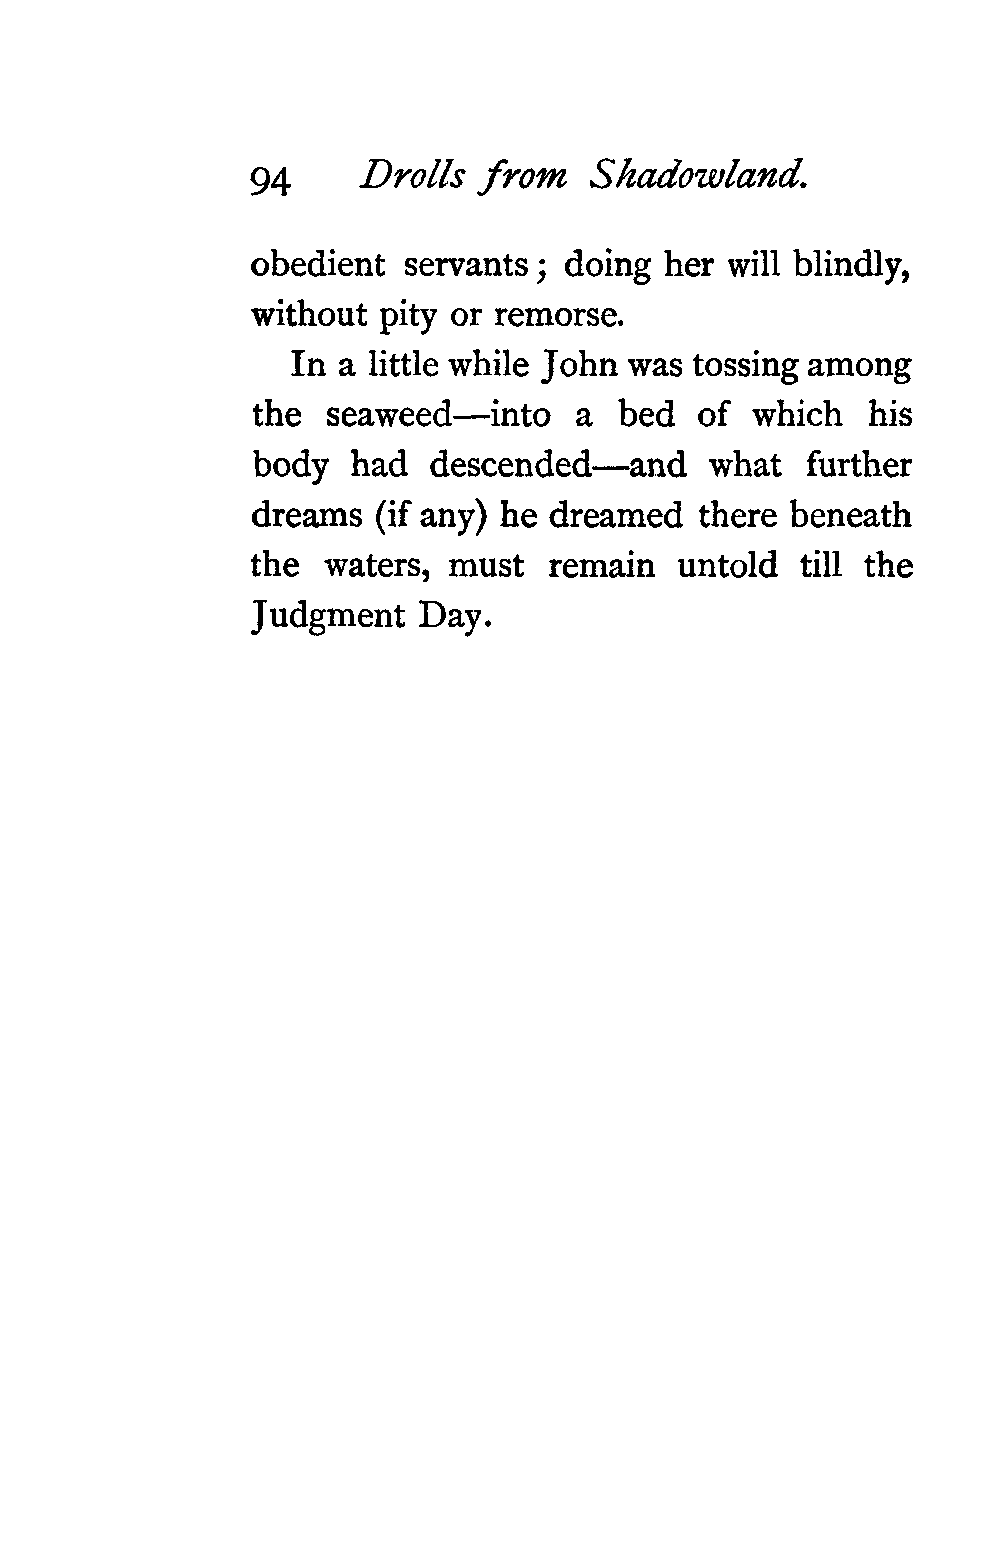 94 Drolls from Shadowland.
obedient servants; doing her will blindly,
without pity or remorse.
In a little while John was tossing among
the seaweed—into a bed of which his
body had descended—and what further
dreams (if any) he dreamed there beneath
the waters, must remain untold till the
Judgment Day.